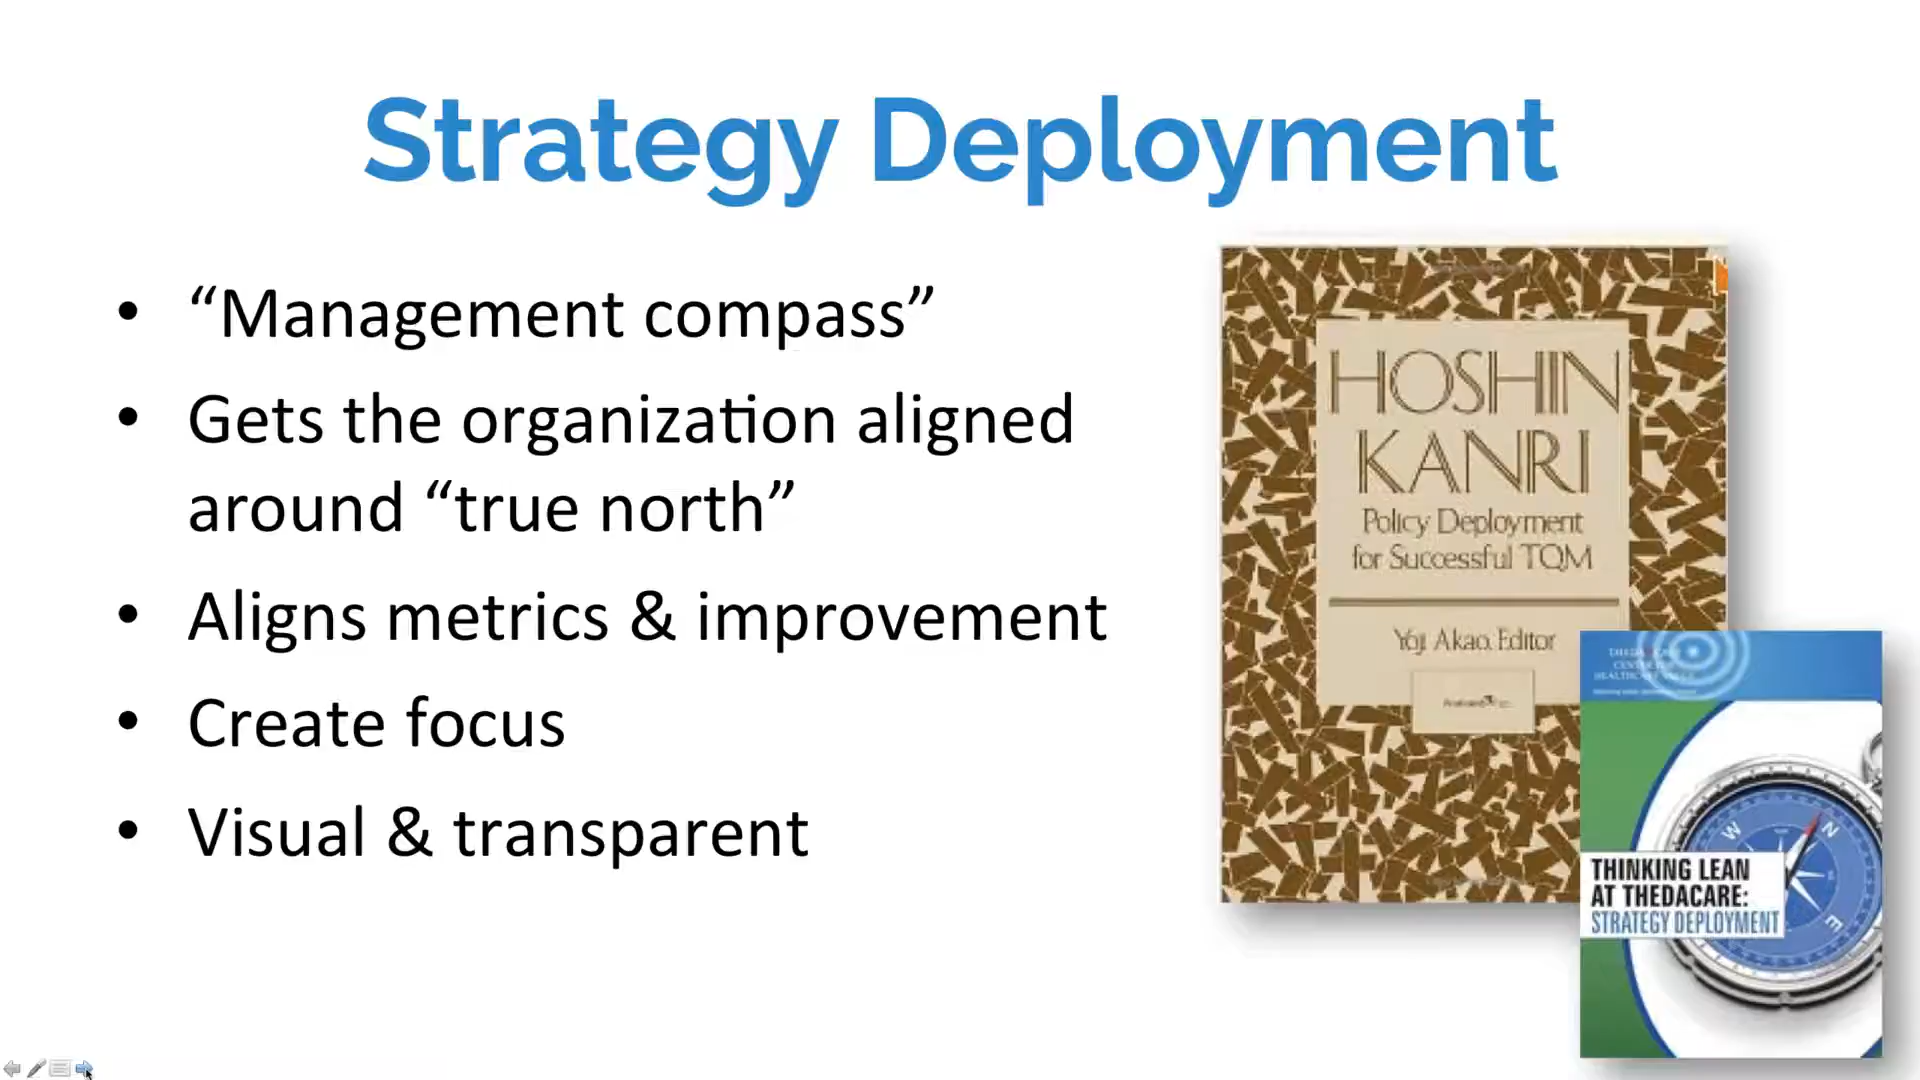 Strategy Deployment
• “Management compass”
• Gets the organization aligned
around “true north”
• Aligns metrics & improvement
• Create focus
• Visual & transparent
HOSHIN
KANRI
Policy Deployment
for Successful TQM
Yoji Akao, Editor
THINKING LEAN
AT THEDACARE:
STRATEGY DEPLOYMENT
W
N
E